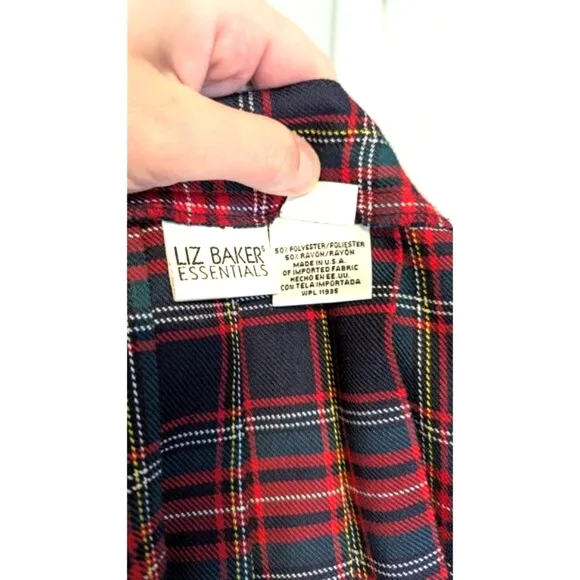 LIZ BAKER®
ESSENTIALS
50% POLYESTER/POLIESTER
50% RAYON/RAYÓN
MADE IN U.S.A.
OF IMPORTED FABRIC
HECHO EN EE.UU.
CON TELA IMPORTADA
WPL 11935